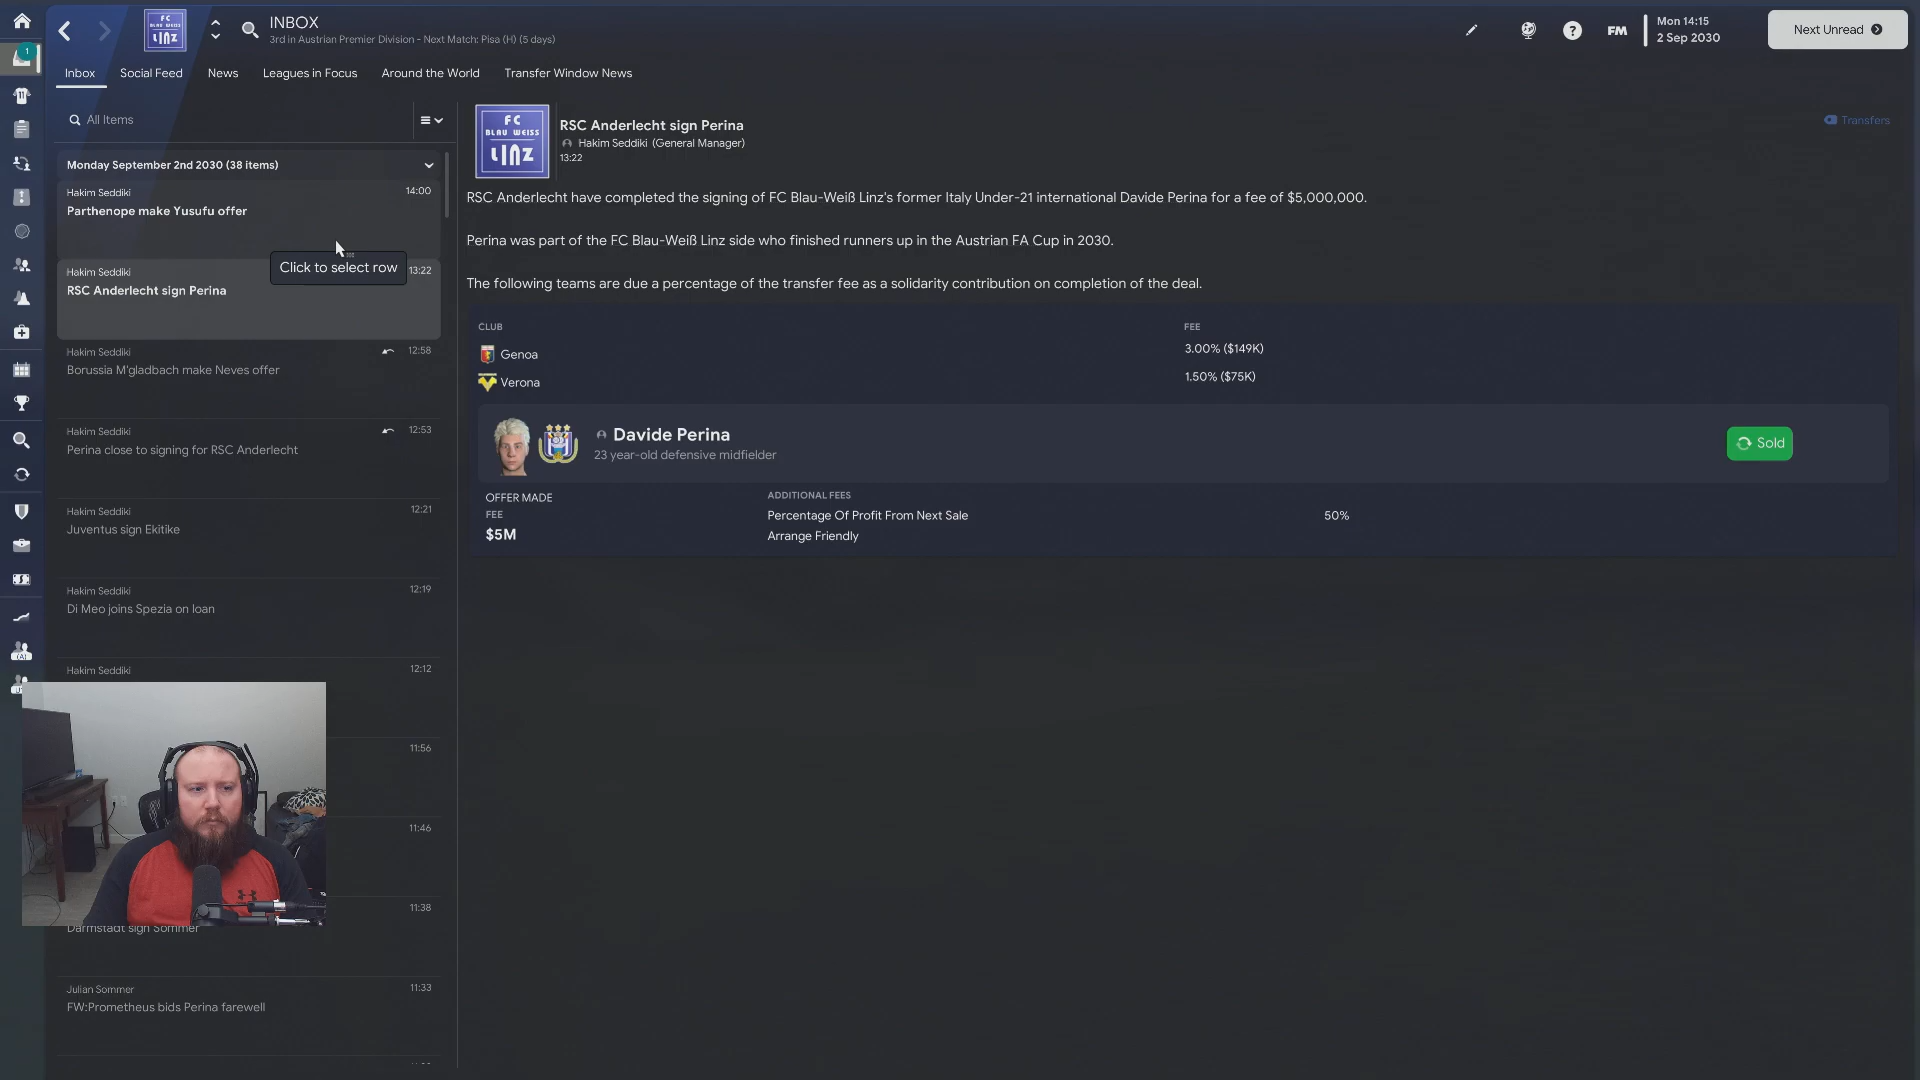 INBOX
3rd in Austrian Premier Division - Next Match: Pisa (H) (5 days)
FC
BLAU WEISS
LINZ
1
FM
Mon 14:15
2 Sep 2030
Next Unread
Inbox
Social Feed
News
Leagues in Focus
Around the World
Transfer Window News
All Items
Monday September 2nd 2030 (38 items)
Hakim Seddiki
14:00
Parthenope make Yusufu offer
Click to select row
Hakim Seddiki
13:22
RSC Anderlecht sign Perina
Hakim Seddiki
12:58
Borussia M'gladbach make Neves offer
Hakim Seddiki
12:53
Perina close to signing for RSC Anderlecht
Hakim Seddiki
12:21
Juventus sign Ekitike
Hakim Seddiki
12:19
Di Meo joins Spezia on loan
Hakim Seddiki
12:12
11:56
11:46
11:38
Darmstadt sign Sommer
Julian Sommer
11:33
FW:Prometheus bids Perina farewell
FC
BLAU WEISS
LINZ
RSC Anderlecht sign Perina
Hakim Seddiki (General Manager)
13:22
Transfers
RSC Anderlecht have completed the signing of FC Blau-Weiß Linz's former Italy Under-21 international Davide Perina for a fee of $5,000,000.
Perina was part of the FC Blau-Weiß Linz side who finished runners up in the Austrian FA Cup in 2030.
The following teams are due a percentage of the transfer fee as a solidarity contribution on completion of the deal.
CLUB
FEE
Genoa
3.00% ($149K)
Verona
1.50% ($75K)
Davide Perina
23 year-old defensive midfielder
Sold
OFFER MADE
FEE
$5M
ADDITIONAL FEES
Percentage Of Profit From Next Sale
50%
Arrange Friendly